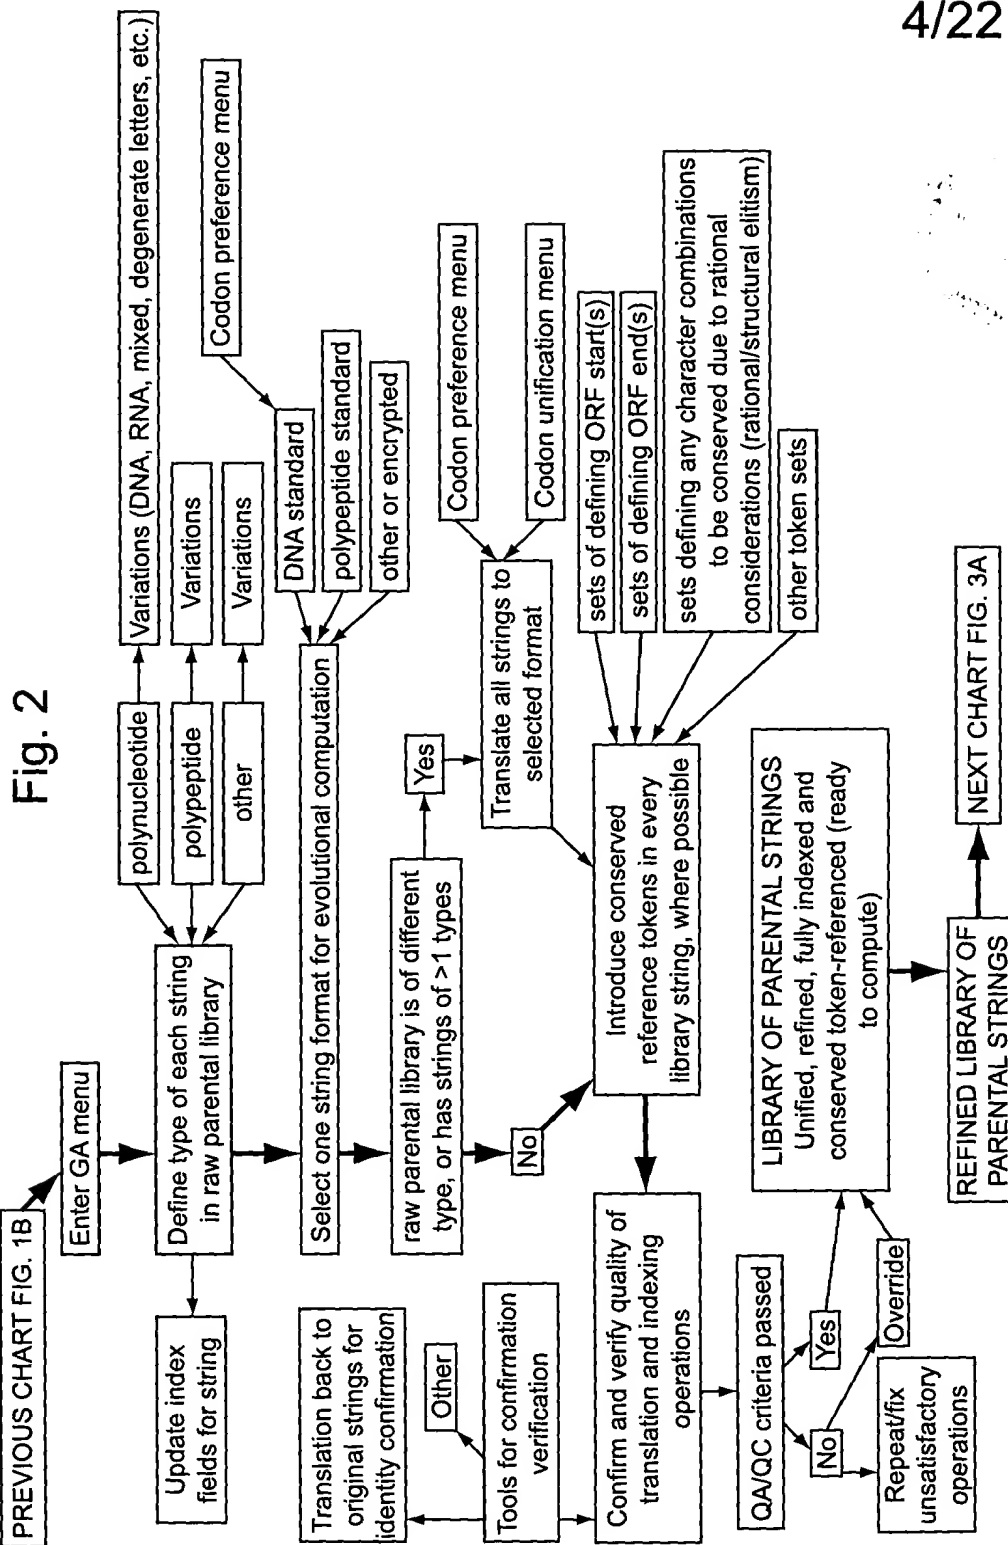 4/22
Fig. 2
PREVIOUS CHART FIG. 1B
Enter GA menu
Define type of each string
in raw parental library
Update index
fields for string
polynucleotide
polypeptide
other
Variations (DNA, RNA, mixed, degenerate letters, etc.)
Variations
Variations
Select one string format for evolutional computation
DNA standard
polypeptide standard
other or encrypted
Codon preference menu
raw parental library is of different
type, or has strings of >1 types
Yes
No
Translate all strings to
selected format
Codon preference menu
Codon unification menu
Introduce conserved
reference tokens in every
library string, where possible
sets of defining ORF start(s)
sets of defining ORF end(s)
sets defining any character combinations
to be conserved due to rational
considerations (rational/structural elitism)
other token sets
Translation back to
original strings for
identity confirmation
Other
Tools for confirmation
verification
Confirm and verify quality of
translation and indexing
operations
QA/QC criteria passed
Yes
No
Override
Repeat/fix
unsatisfactory
operations
LIBRARY OF PARENTAL STRINGS
Unified, refined, fully indexed and
conserved token-referenced (ready
to compute)
REFINED LIBRARY OF
PARENTAL STRINGS
NEXT CHART FIG. 3A